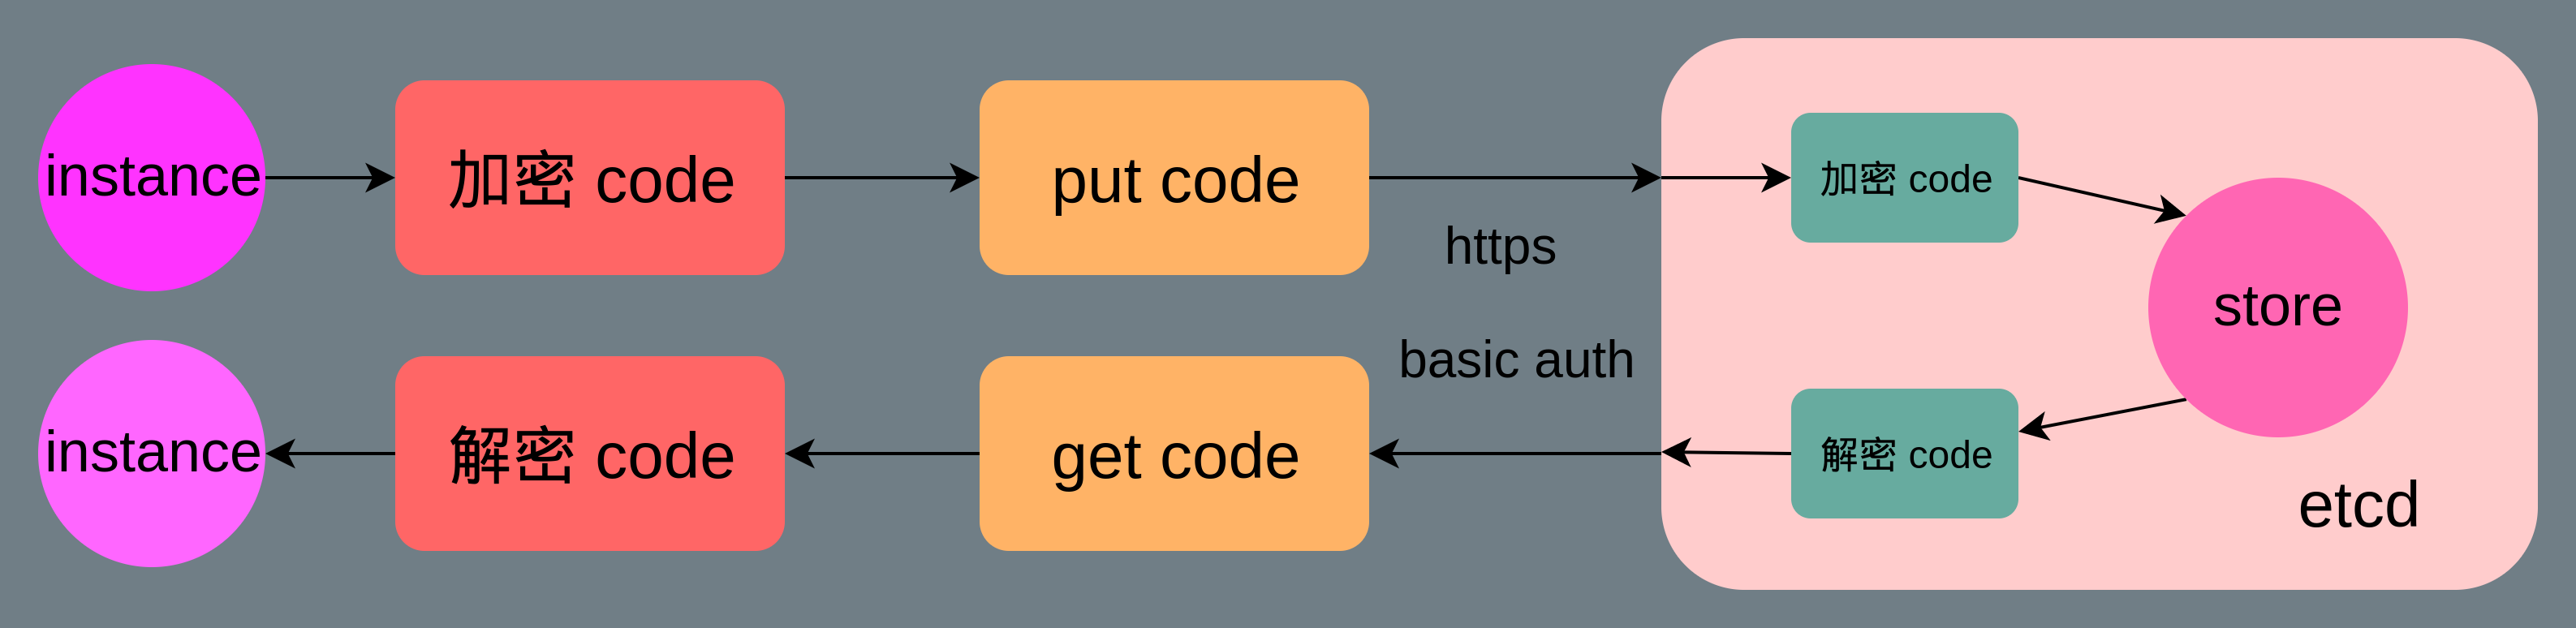 instance
加密 code
put code
https
加密 code
store
instance
解密 code
get code
basic auth
解密 code
etcd